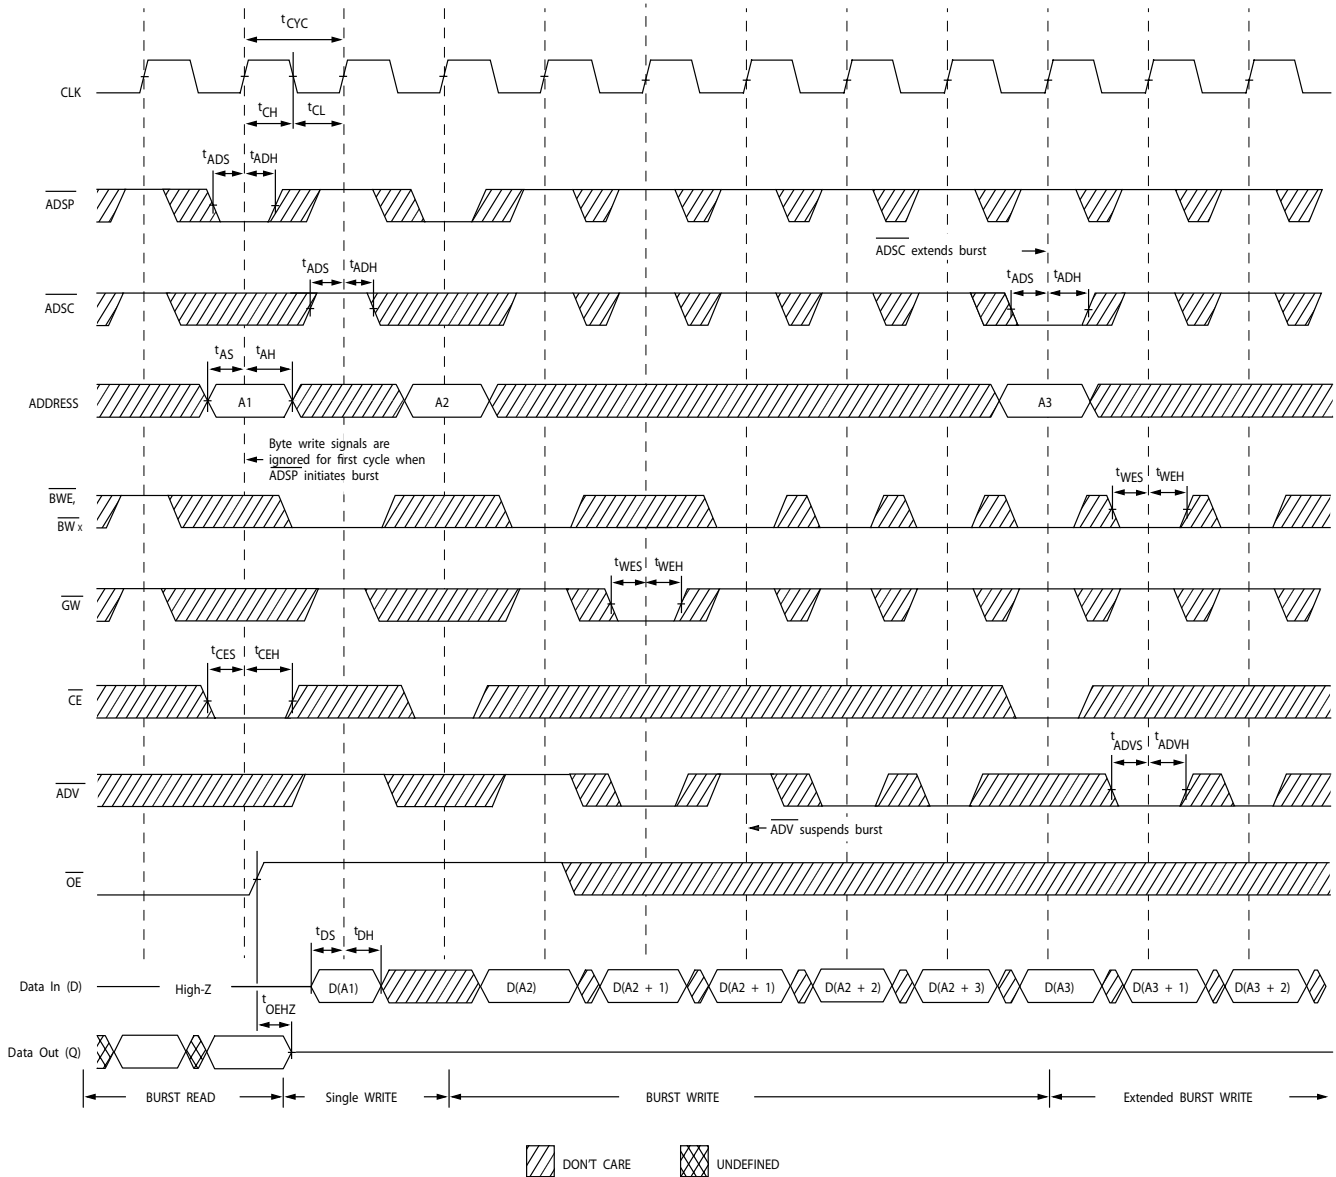 tCYC
CLK
tCH tCL
tADS tADH
ADSP
ADSC extends burst
tADS tADH tADS tADH
ADSC
tAS tAH
ADDRESS A1 A2 A3
Byte write signals are
ignored for first cycle when
ADSP initiates burst
tWES tWEH
BWE,
BW X
tWES tWEH
GW
tCES tCEH
CE
tADVS tADVH
ADV
ADV suspends burst
OE
tDS tDH
Data In (D) High-Z D(A1) D(A2) D(A2 + 1) D(A2 + 1) D(A2 + 2) D(A2 + 3) D(A3) D(A3 + 1) D(A3 + 2)
tOEHZ
Data Out (Q)
BURST READ Single WRITE BURST WRITE Extended BURST WRITE
DON'T CARE UNDEFINED